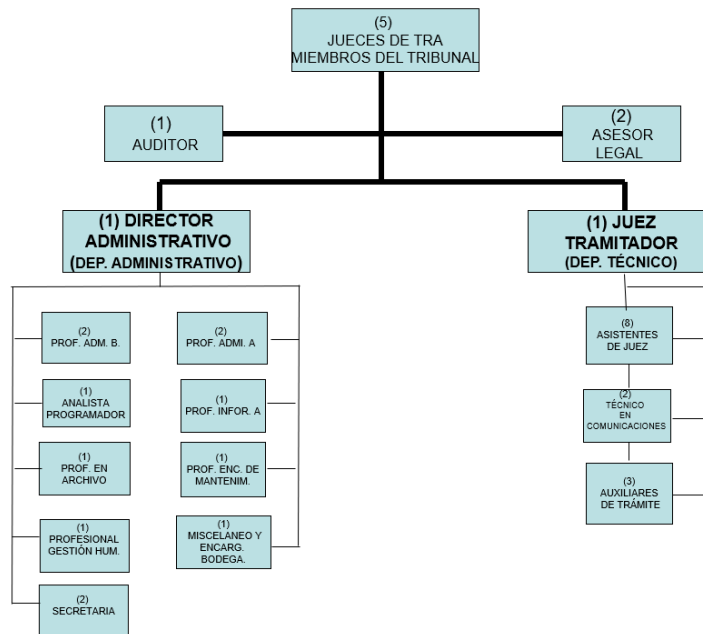 (5)
JUECES DE TRA
MIEMBROS DEL TRIBUNAL
(1)
AUDITOR
(2)
ASESOR
LEGAL
(1) DIRECTOR
ADMINISTRATIVO
(DEP. ADMINISTRATIVO)
(1) JUEZ
TRAMITADOR
(DEP. TÉCNICO)
(2)
PROF. ADM. B.
(2)
PROF. ADMI. A
(8)
ASISTENTES
DE JUEZ
(1)
ANALISTA
PROGRAMADOR
(1)
PROF. INFOR. A
(2)
TÉCNICO
EN
COMUNICACIONES
(1)
PROF. EN
ARCHIVO
(1)
PROF. ENC. DE
MANTENIM.
(3)
AUXILIARES
DE TRÁMITE
(1)
PROFESIONAL
GESTIÓN HUM.
(1)
MISCELANEO Y
ENCARG.
BODEGA.
(2)
SECRETARIA